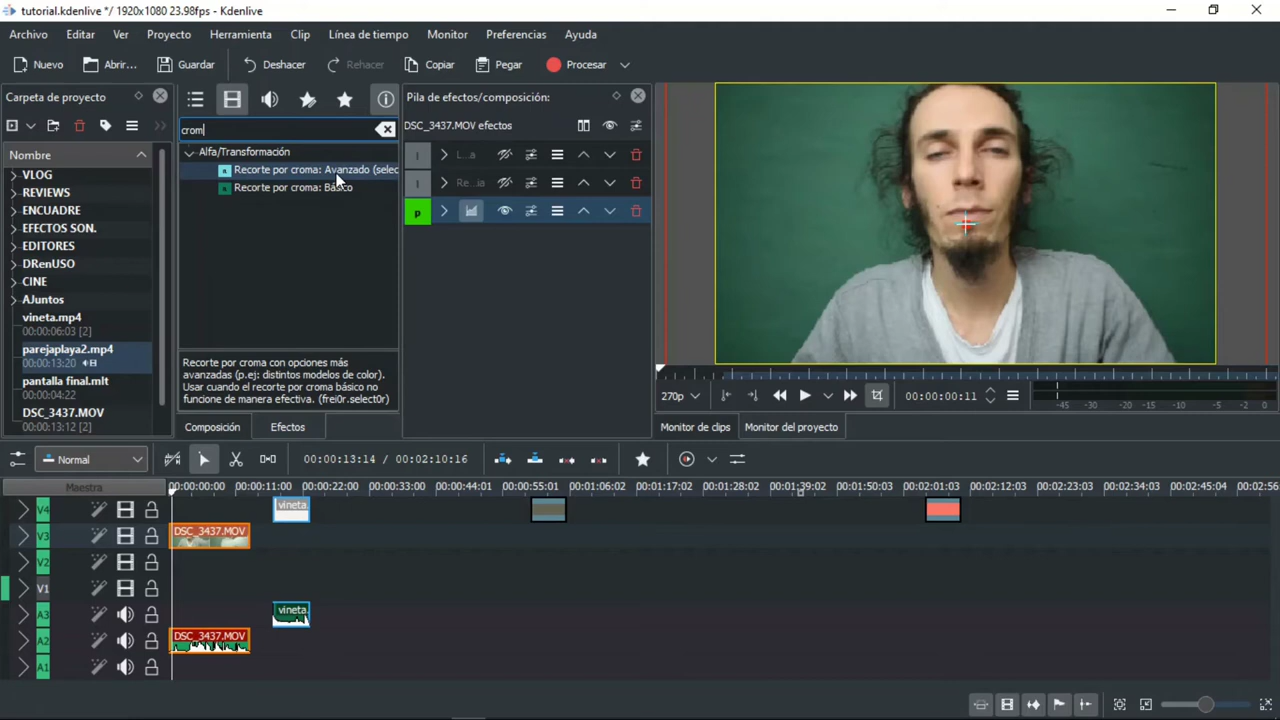 tutorial.kdenlive */ 1920x1080 23.98fps - Kdenlive
Archivo Editar Ver Proyecto Herramienta Clip Línea de tiempo Monitor Preferencias Ayuda
Nuevo Abrir... Guardar Deshacer Rehacer Copiar Pegar Procesar
Carpeta de proyecto
Nombre
VLOG
REVIEWS
ENCUADRE
EFECTOS SON.
EDITORES
DRenUSO
CINE
AJuntos
vineta.mp4
00:00:06:03 [2]
parejaplaya2.mp4
00:00:13:20
pantalla final.mlt
00:00:04:22
DSC_3437.MOV
00:00:13:12 [2]
crom
Alfa/Transformación
Recorte por croma: Avanzado (selec
Recorte por croma: Básico
Recorte por croma con opciones más
avanzadas (p.ej: distintos modelos de color).
Usar cuando el recorte por croma básico no
funcione de manera efectiva. (frei0r.select0r)
Composición Efectos
Pila de efectos/composición:
DSC_3437.MOV efectos
L...a
Re...ia
p
270p 00:00:00:11 -45 -30 -20 -15 -10 -5 -2 0
Monitor de clips Monitor del proyecto
Normal 00:00:13:14 / 00:02:10:16
Maestra 00:00:00:00 00:00:11:00 00:00:22:00 00:00:33:00 00:00:44:01 00:00:55:01 00:01:06:02 00:01:17:02 00:01:28:02 00:01:39:02 00:01:50:03 00:02:01:03 00:02:12:03 00:02:23:03 00:02:34:03 00:02:45:04 00:02:56
V4 vineta.
V3 DSC_3437.MOV
V2
V1
A3 vineta.
A2 DSC_3437.MOV
A1